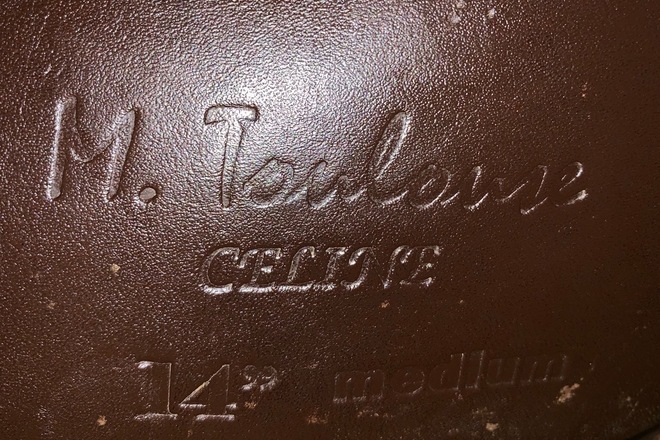 M. Toulouse
CELINE
14” medium